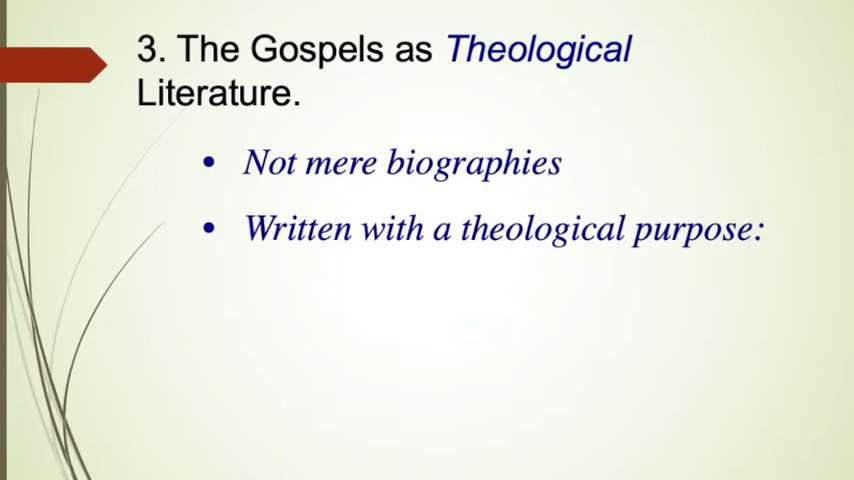 3. The Gospels as Theological
Literature.
• Not mere biographies
• Written with a theological purpose: